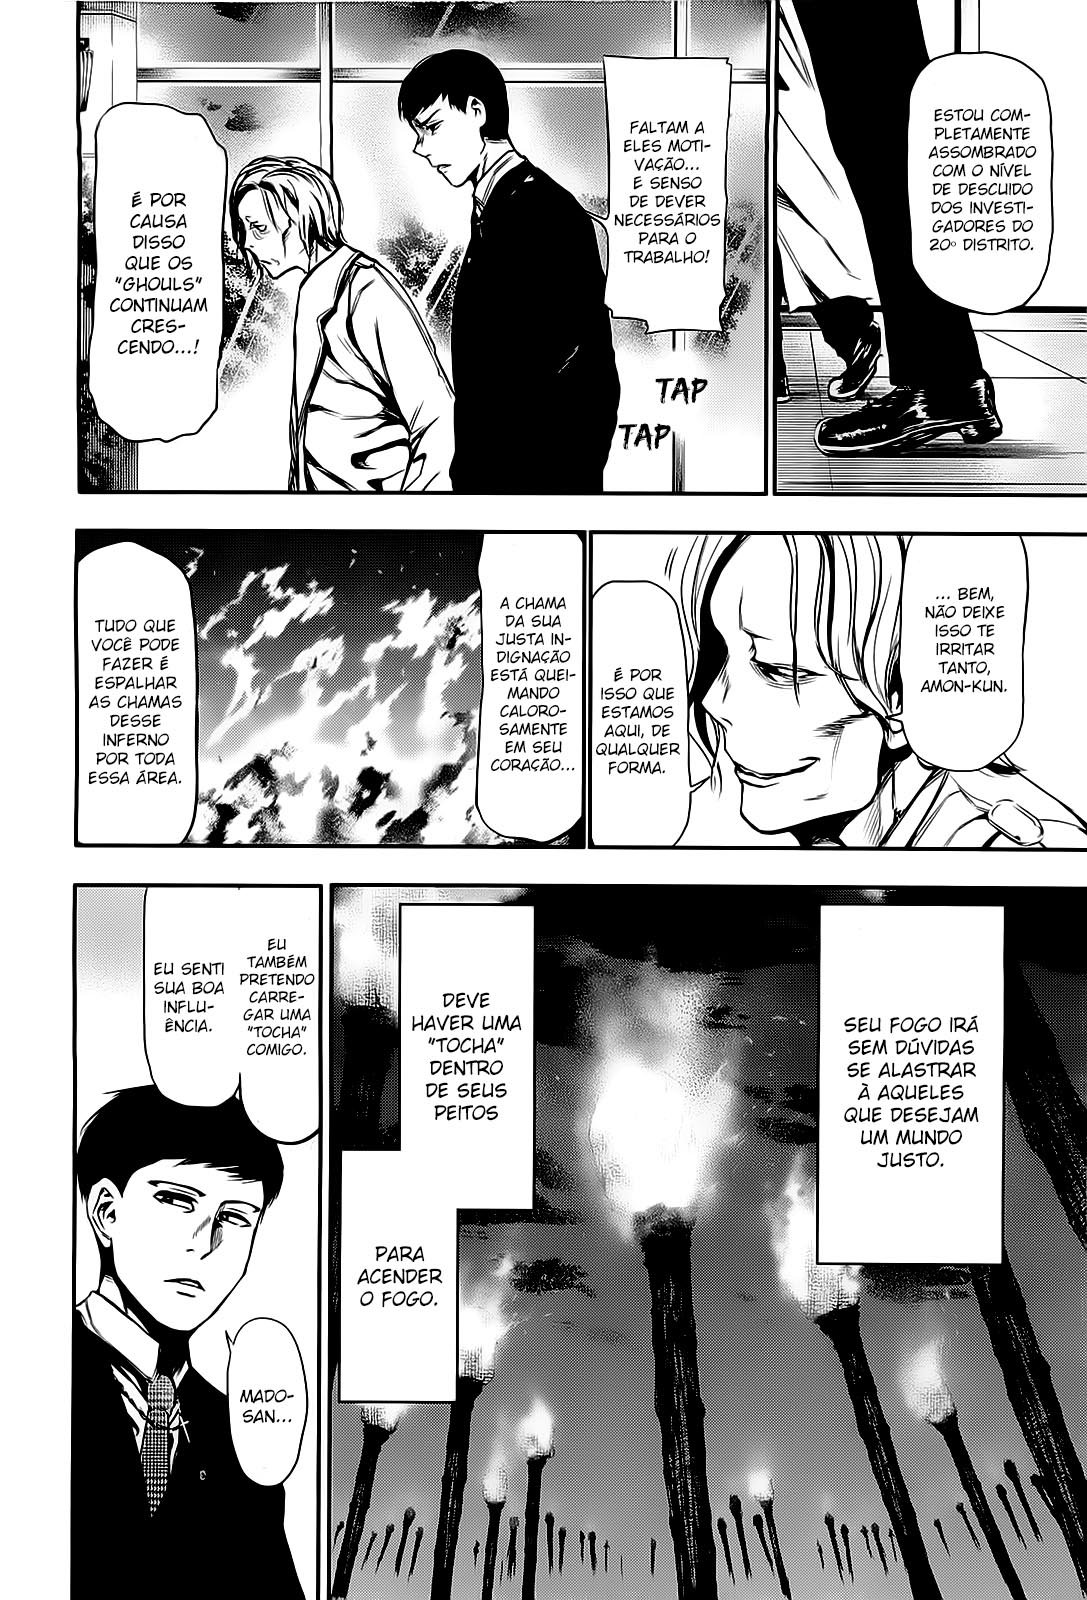 ESTOU COM-
PLETAMENTE
ASSOMBRADO
COM O NÍVEL
DE DESCUIDO
DOS INVESTI-
GADORES DO
20º DISTRITO.
FALTAM A
ELES MOTI-
VAÇÃO...
E SENSO
DE DEVER
NECESSÁRIOS
PARA O
TRABALHO!
TAP
TAP
É POR
CAUSA
DISSO
QUE OS
"GHOULS"
CONTINUAM
CRES-
CENDO...!
... BEM,
NÃO DEIXE
ISSO TE
IRRITAR
TANTO,
AMON-KUN.
É POR
ISSO QUE
ESTAMOS
AQUI, DE
QUALQUER
FORMA.
A CHAMA
DA SUA
JUSTA IN-
DIGNAÇÃO
ESTÁ QUEI-
MANDO
CALORO-
SAMENTE
EM SEU
CORAÇÃO...
TUDO QUE
VOCÊ PODE
FAZER É
ESPALHAR
AS CHAMAS
DESSE
INFERNO
POR TODA
ESSA ÁREA.
SEU FOGO IRÁ
SEM DÚVIDAS
SE ALASTRAR
À AQUELES
QUE DESEJAM
UM MUNDO
JUSTO.
DEVE
HAVER UMA
"TOCHA"
DENTRO
DE SEUS
PEITOS
PARA
ACENDER
O FOGO.
EU
TAMBÉM
PRETENDO
CARRE-
GAR UMA
"TOCHA"
COMIGO.
EU SENTI
SUA BOA
INFLU-
ÊNCIA.
MADO-
SAN...